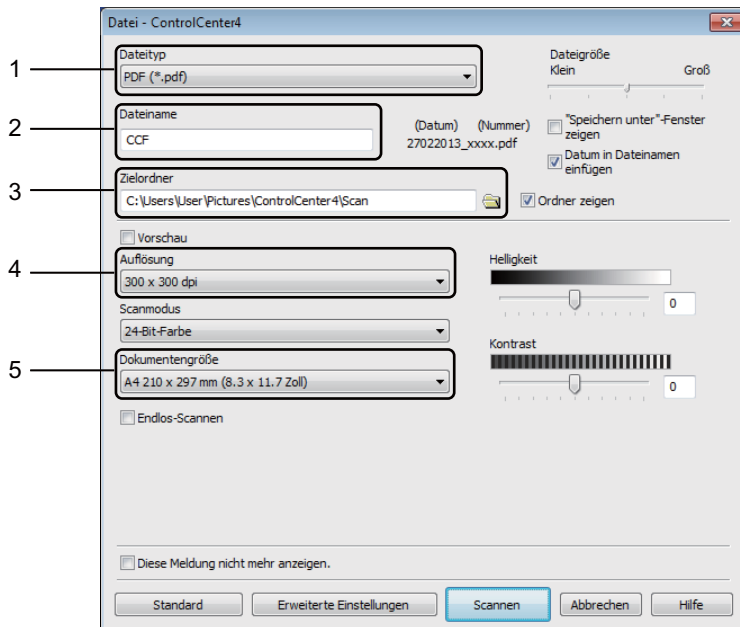 Datei - ControlCenter4
1
Dateityp
PDF (*.pdf)
Dateigröße
Klein Groß
2
Dateiname
CCF
(Datum) (Nummer)
27022013_xxxx.pdf
"Speichern unter"-Fenster
zeigen
Datum in Dateinamen
einfügen
3
Zielordner
C:\Users\User\Pictures\ControlCenter4\Scan
Ordner zeigen
Vorschau
4
Auflösung
300 x 300 dpi
Helligkeit
0
Scanmodus
24-Bit-Farbe
Kontrast
0
5
Dokumentengröße
A4 210 x 297 mm (8.3 x 11.7 Zoll)
Endlos-Scannen
Diese Meldung nicht mehr anzeigen.
Standard Erweiterte Einstellungen Scannen Abbrechen Hilfe